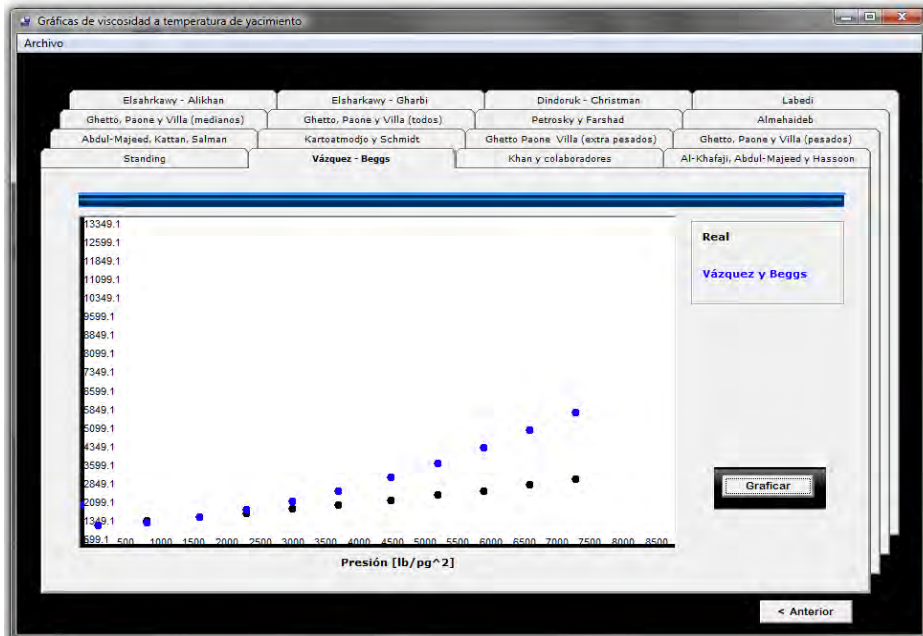 Gráficas de viscosidad a temperatura de yacimiento
Archivo
Elsahrkawy - Alikhan
Elsharkawy - Gharbi
Dindoruk - Christman
Labedi
Ghetto, Paone y Villa (medianos)
Ghetto, Paone y Villa (todos)
Petrosky y Farshad
Almehaideb
Abdul-Majeed, Kattan, Salman
Kartoatmodjo y Schmidt
Ghetto Paone Villa (extra pesados)
Ghetto, Paone y Villa (pesados)
Standing
Vázquez - Beggs
Khan y colaboradores
Al-Khafaji, Abdul-Majeed y Hassoon
13349.1
12599.1
11849.1
11099.1
10349.1
9599.1
8849.1
8099.1
7349.1
6599.1
5849.1
5099.1
4349.1
3599.1
2849.1
2099.1
1349.1
599.1
500 1000 1500 2000 2500 3000 3500 4000 4500 5000 5500 6000 6500 7000 7500 8000 8500
Presión [lb/pg^2]
Real
Vázquez y Beggs
Graficar
< Anterior